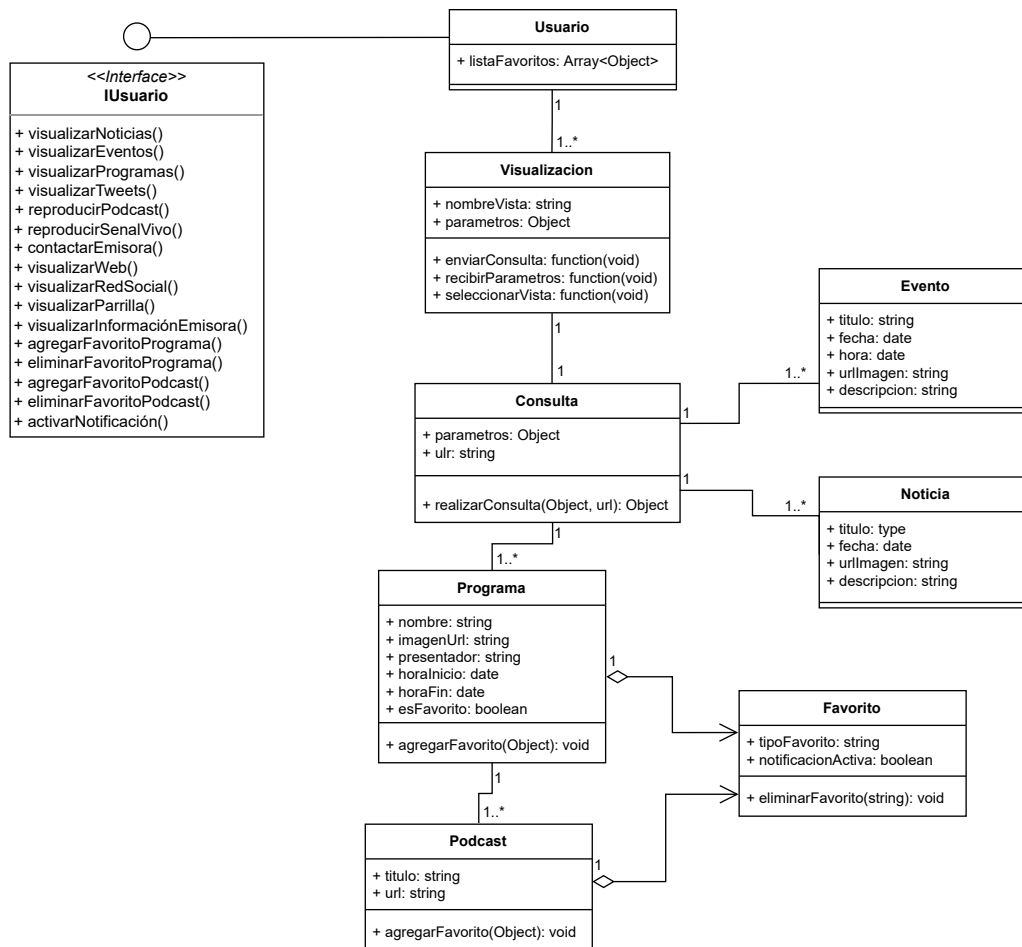 Usuario
+ listaFavoritos: Array<Object>
<<Interface>>
IUsuario
+ visualizarNoticias()
+ visualizarEventos()
+ visualizarProgramas()
+ visualizarTweets()
+ reproducirPodcast()
+ reproducirSenalVivo()
+ contactarEmisora()
+ visualizarWeb()
+ visualizarRedSocial()
+ visualizarParrilla()
+ visualizarInformaciónEmisora()
+ agregarFavoritoPrograma()
+ eliminarFavoritoPrograma()
+ agregarFavoritoPodcast()
+ eliminarFavoritoPodcast()
+ activarNotificación()
1
1..*
Visualizacion
+ nombreVista: string
+ parametros: Object
+ enviarConsulta: function(void)
+ recibirParametros: function(void)
+ seleccionarVista: function(void)
1
1
Consulta
+ parametros: Object
+ ulr: string
+ realizarConsulta(Object, url): Object
1
1..*
Evento
+ titulo: string
+ fecha: date
+ hora: date
+ urlImagen: string
+ descripcion: string
1
1..*
Noticia
+ titulo: type
+ fecha: date
+ urlImagen: string
+ descripcion: string
1
1..*
Programa
+ nombre: string
+ imagenUrl: string
+ presentador: string
+ horaInicio: date
+ horaFin: date
+ esFavorito: boolean
+ agregarFavorito(Object): void
1
Favorito
+ tipoFavorito: string
+ notificacionActiva: boolean
+ eliminarFavorito(string): void
1
1..*
Podcast
+ titulo: string
+ url: string
+ agregarFavorito(Object): void
1